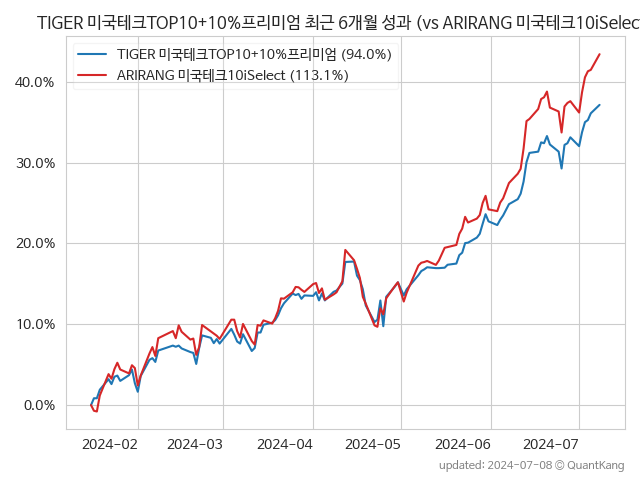 TIGER 미국테크TOP10+10%프리미엄 최근 6개월 성과 (vs ARIRANG 미국테크10iSelect
TIGER 미국테크TOP10+10%프리미엄 (94.0%)
ARIRANG 미국테크10iSelect (113.1%)
40.0%
30.0%
20.0%
10.0%
0.0%
2024-02 2024-03 2024-04 2024-05 2024-06 2024-07
updated: 2024-07-08 © QuantKang